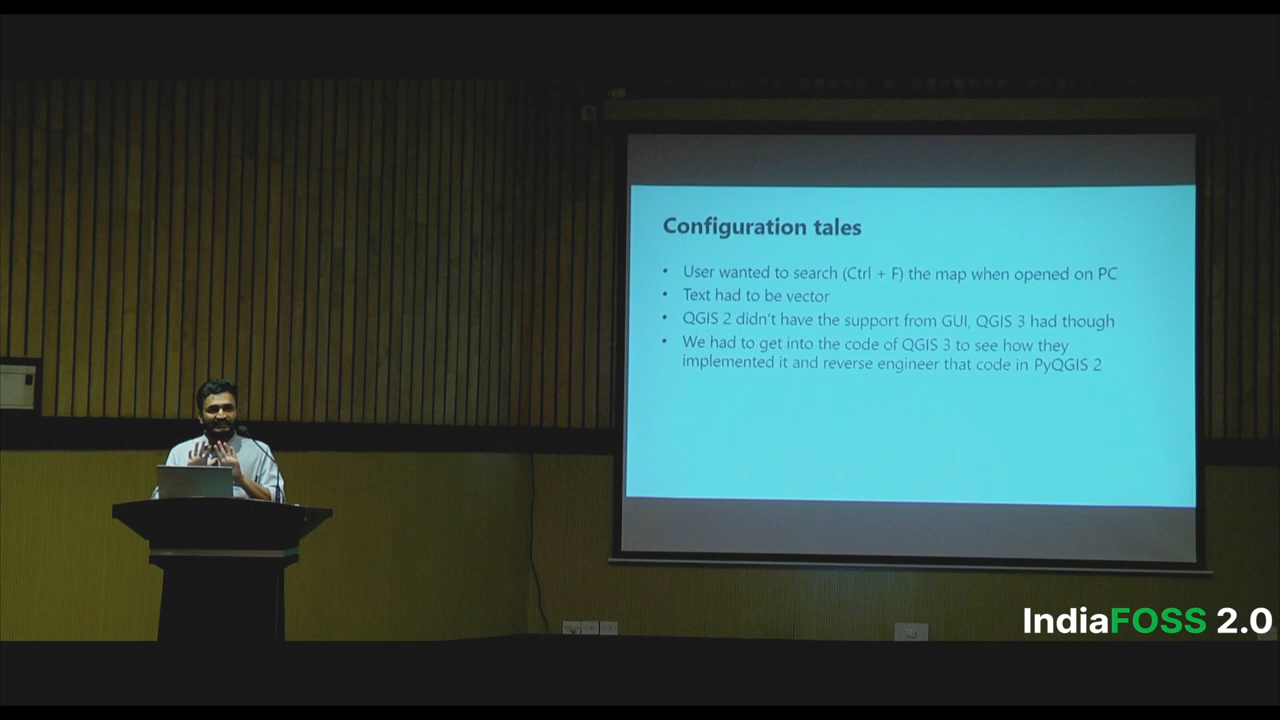 Configuration tales
• User wanted to search (Ctrl + F) the map when opened on PC
• Text had to be vector
• QGIS 2 didn't have the support from GUI, QGIS 3 had though
• We had to get into the code of QGIS 3 to see how they
implemented it and reverse engineer that code in PyQGIS 2
IndiaFOSS 2.0